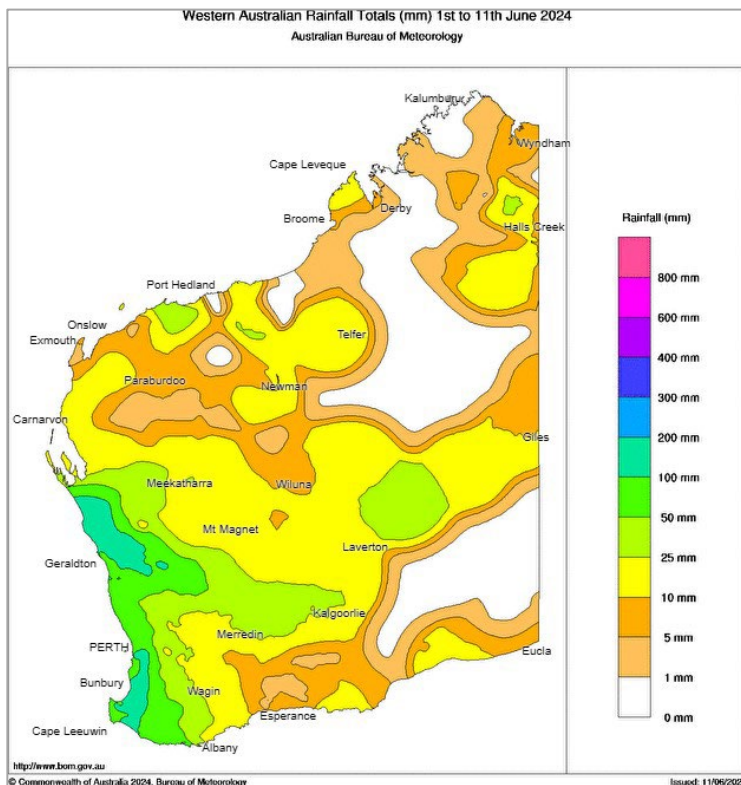 Western Australian Rainfall Totals (mm) 1st to 11th June 2024
Australian Bureau of Meteorology
Kalumburu
Wyndham
Cape Leveque
Derby
Broome
Halls Creek
Port Hedland
Onslow
Exmouth
Telfer
Paraburdoo
Newman
Carnarvon
Giles
Meekatharra
Wiluna
Mt Magnet
Laverton
Geraldton
Kalgoorlie
Merredin
PERTH
Eucla
Bunbury
Wagin
Esperance
Cape Leeuwin
Albany
Rainfall (mm)
800 mm
600 mm
400 mm
300 mm
200 mm
100 mm
50 mm
25 mm
10 mm
5 mm
1 mm
0 mm
http://www.bom.gov.au
© Commonwealth of Australia 2024, Bureau of Meteorology
Issued: 11/06/202